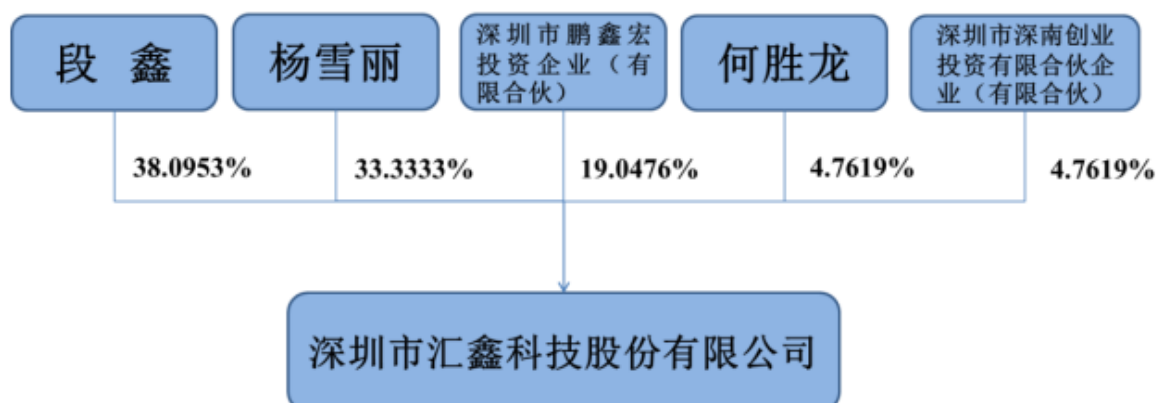 段 鑫
杨雪丽
深圳市鹏鑫宏
投资企业（有
限合伙）
何胜龙
深圳市深南创业
投资有限合伙企
业（有限合伙）
38.0953%
33.3333%
19.0476%
4.7619%
4.7619%
深圳市汇鑫科技股份有限公司